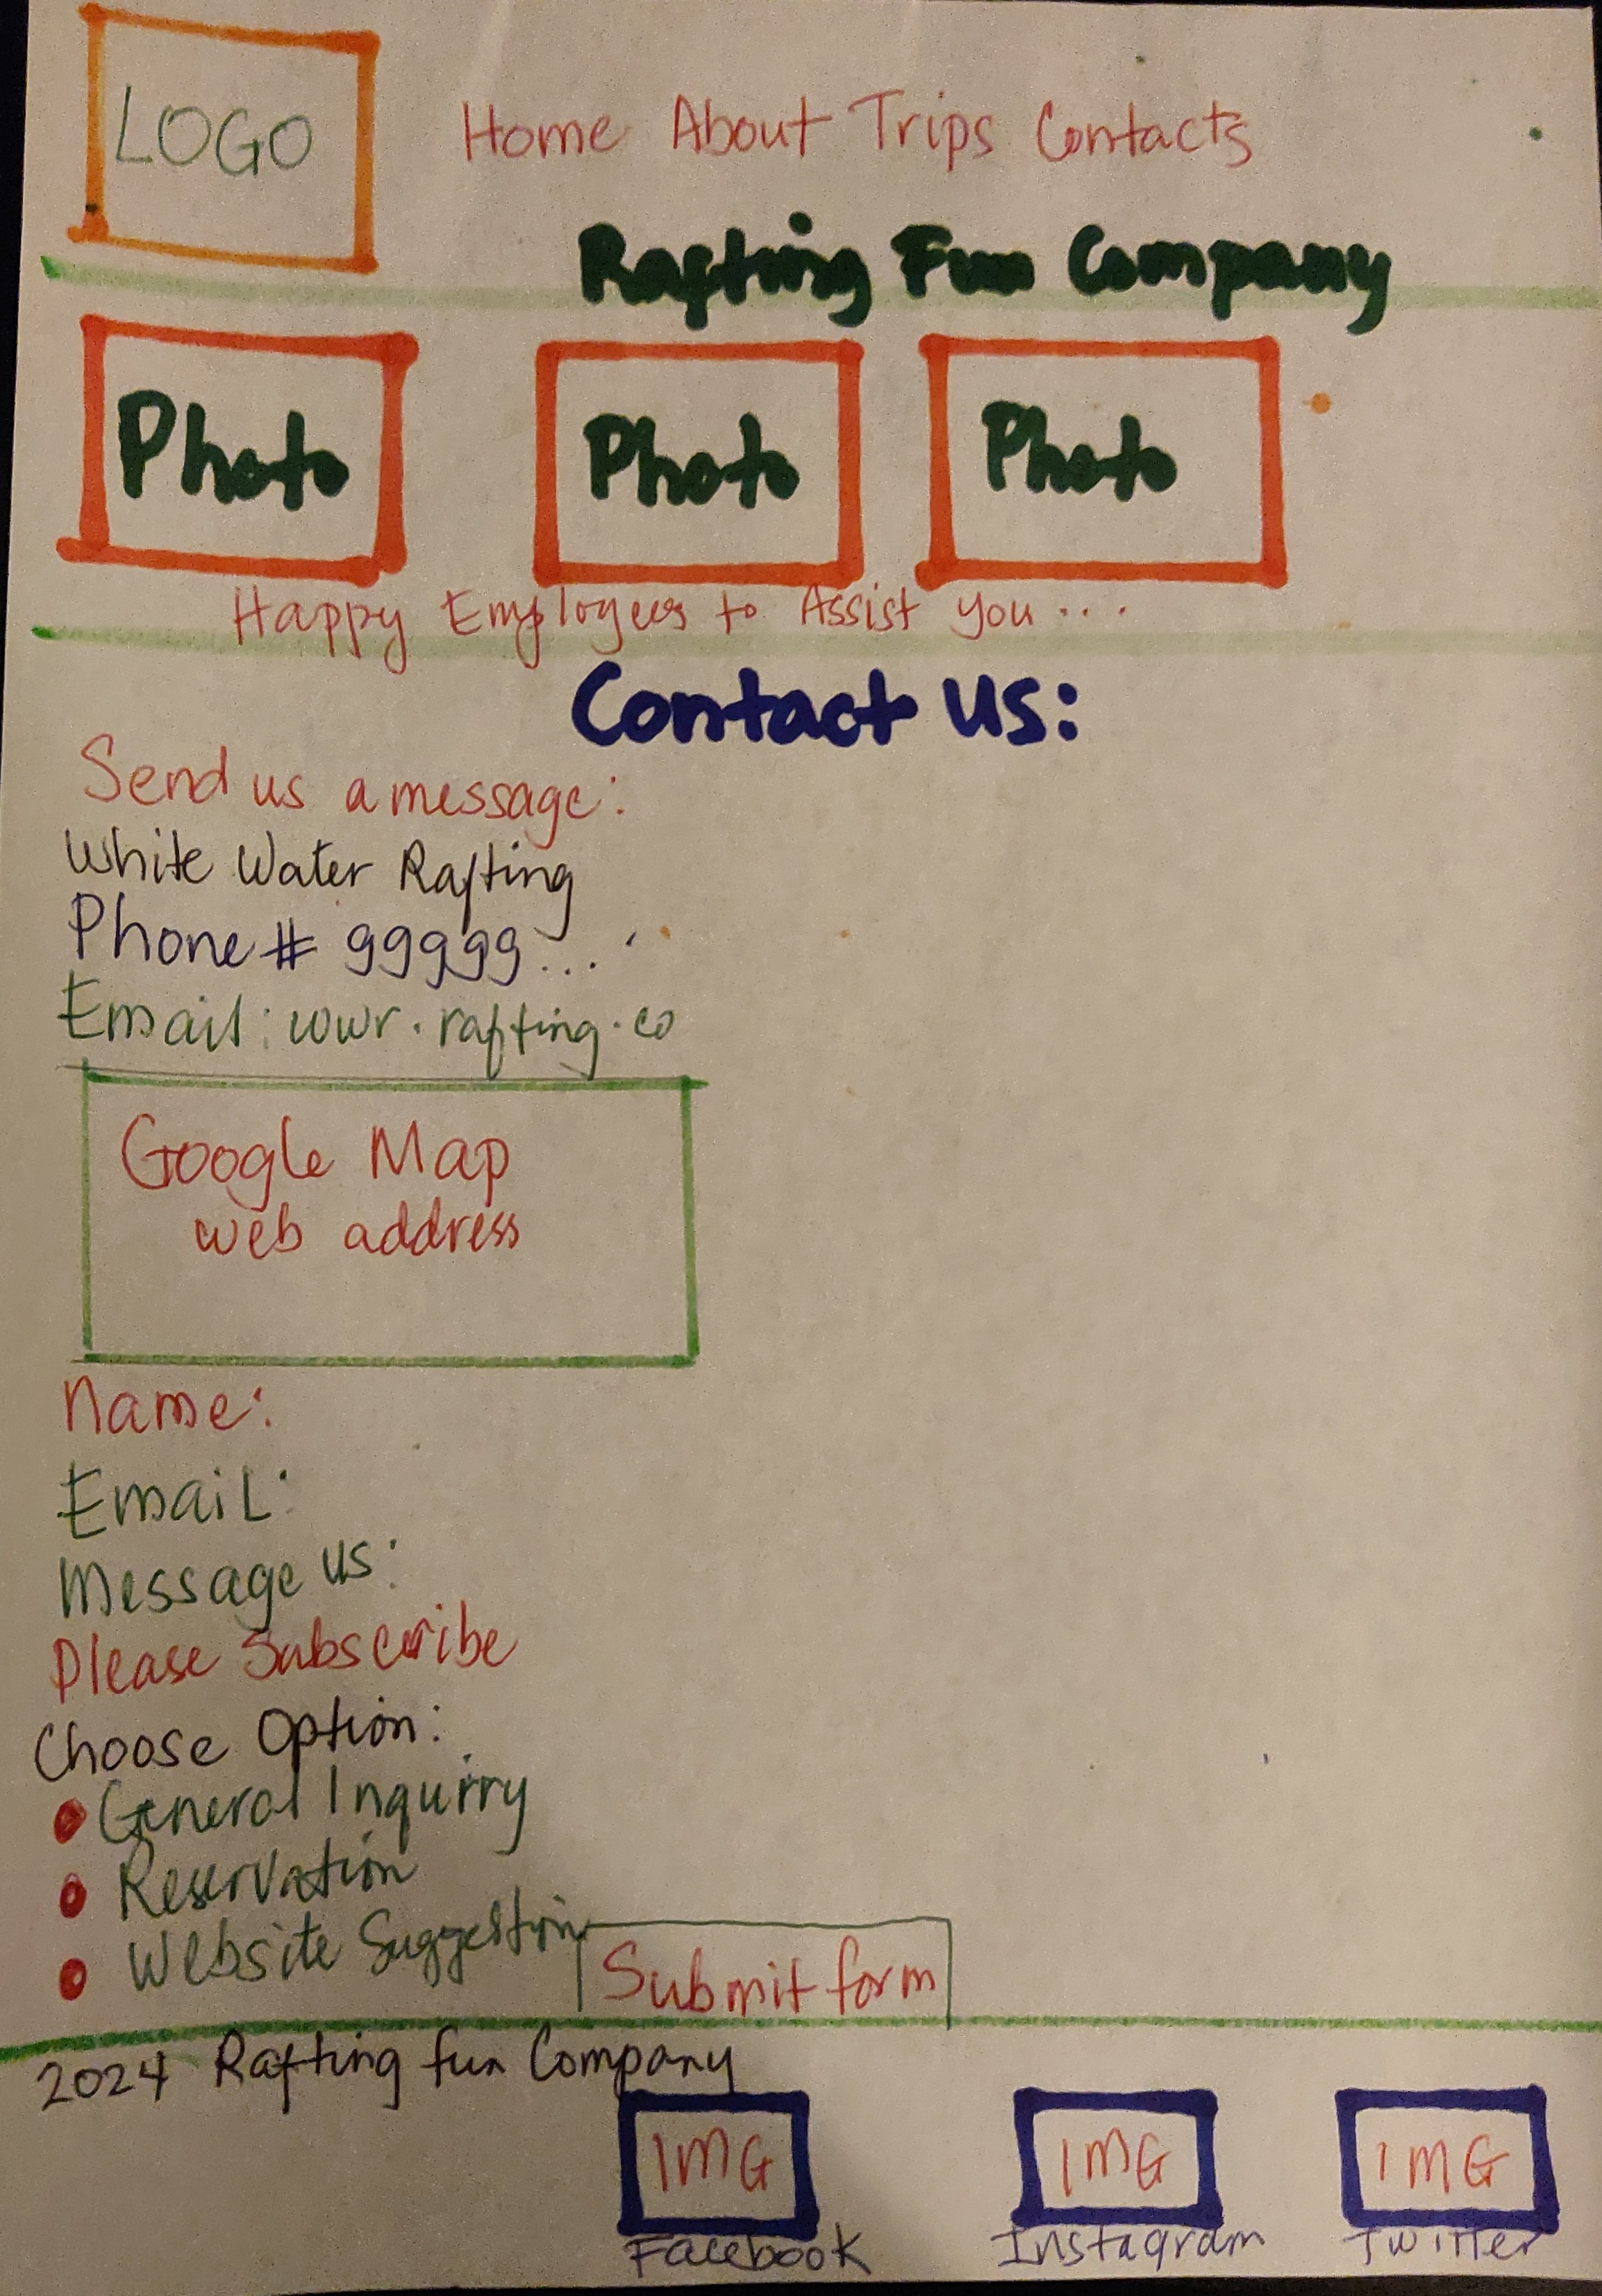 LOGO
Home About Trips Contacts
Rafting Fun Company
Photo Photo Photo
Happy Employees to Assist you...
Contact us:
Send us a message:
White Water Rafting
Phone # 99999...
Email: wwr.rafting.co
Google Map
web address
Name:
Email:
Message us:
Please Subscribe
Choose Option:
General Inquirry
Reservation
Website Suggestion
Submit form
2024 Rafting fun Company
IMG IMG IMG
Facebook Instagram Twitter